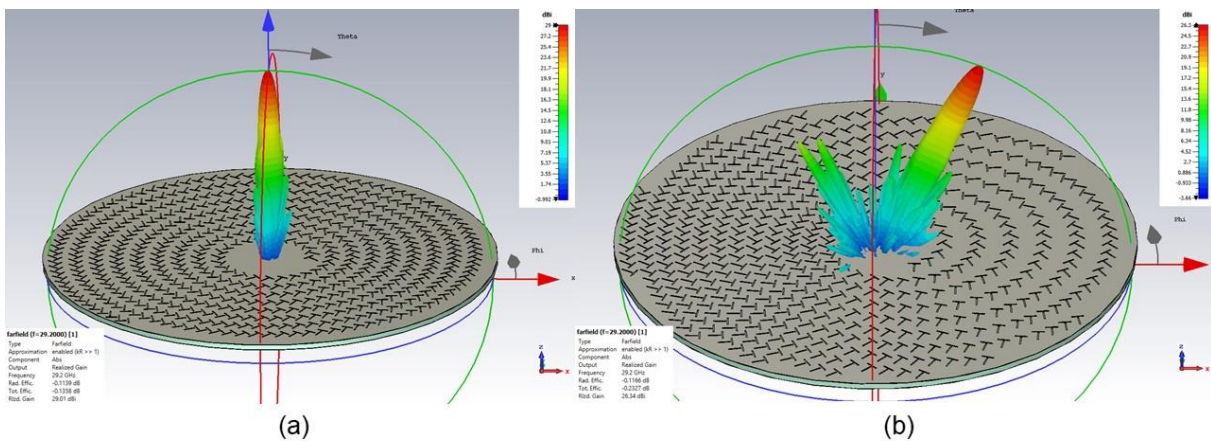 dBi
29
27.2
25.4
23.6
21.7
19.9
18.1
16.3
14.5
12.6
10.8
9.01
7.19
5.37
3.55
1.74
-0.992
Theta
y
Phi
x
farfield (f=29.2000) [1]
Type Farfield
Approximation enabled (kR >> 1)
Component Abs
Output Realized Gain
Frequency 29.2 GHz
Rad. Effic. -0.1139 dB
Tot. Effic. -0.1356 dB
Rlzd. Gain 29.01 dBi
z
x
(a)
dBi
26.3
24.5
22.7
20.9
19.1
17.2
15.4
13.6
11.8
9.98
8.16
6.34
4.52
2.7
0.886
-0.933
-3.66
Theta
y
Phi
farfield (f=29.2000) [1]
Type Farfield
Approximation enabled (kR >> 1)
Component Abs
Output Realized Gain
Frequency 29.2 GHz
Rad. Effic. -0.1166 dB
Tot. Effic. -0.2327 dB
Rlzd. Gain 26.34 dBi
z
x
(b)